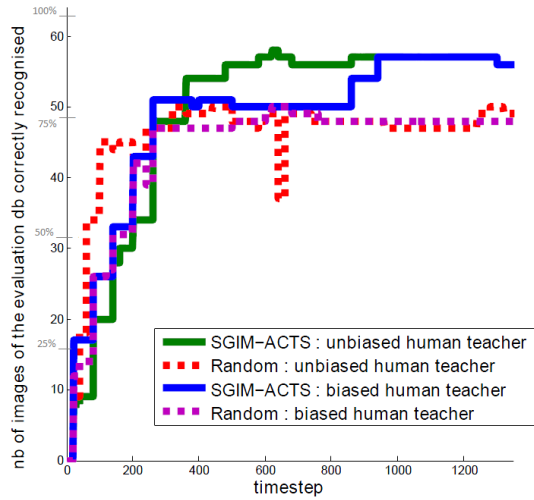 100%
60
50
75%
40
50%
30
20
25%
10
0
nb of images of the evaluation db correctly recognised
SGIM-ACTS : unbiased human teacher
Random : unbiased human teacher
SGIM-ACTS : biased human teacher
Random : biased human teacher
0 200 400 600 800 1000 1200
timestep